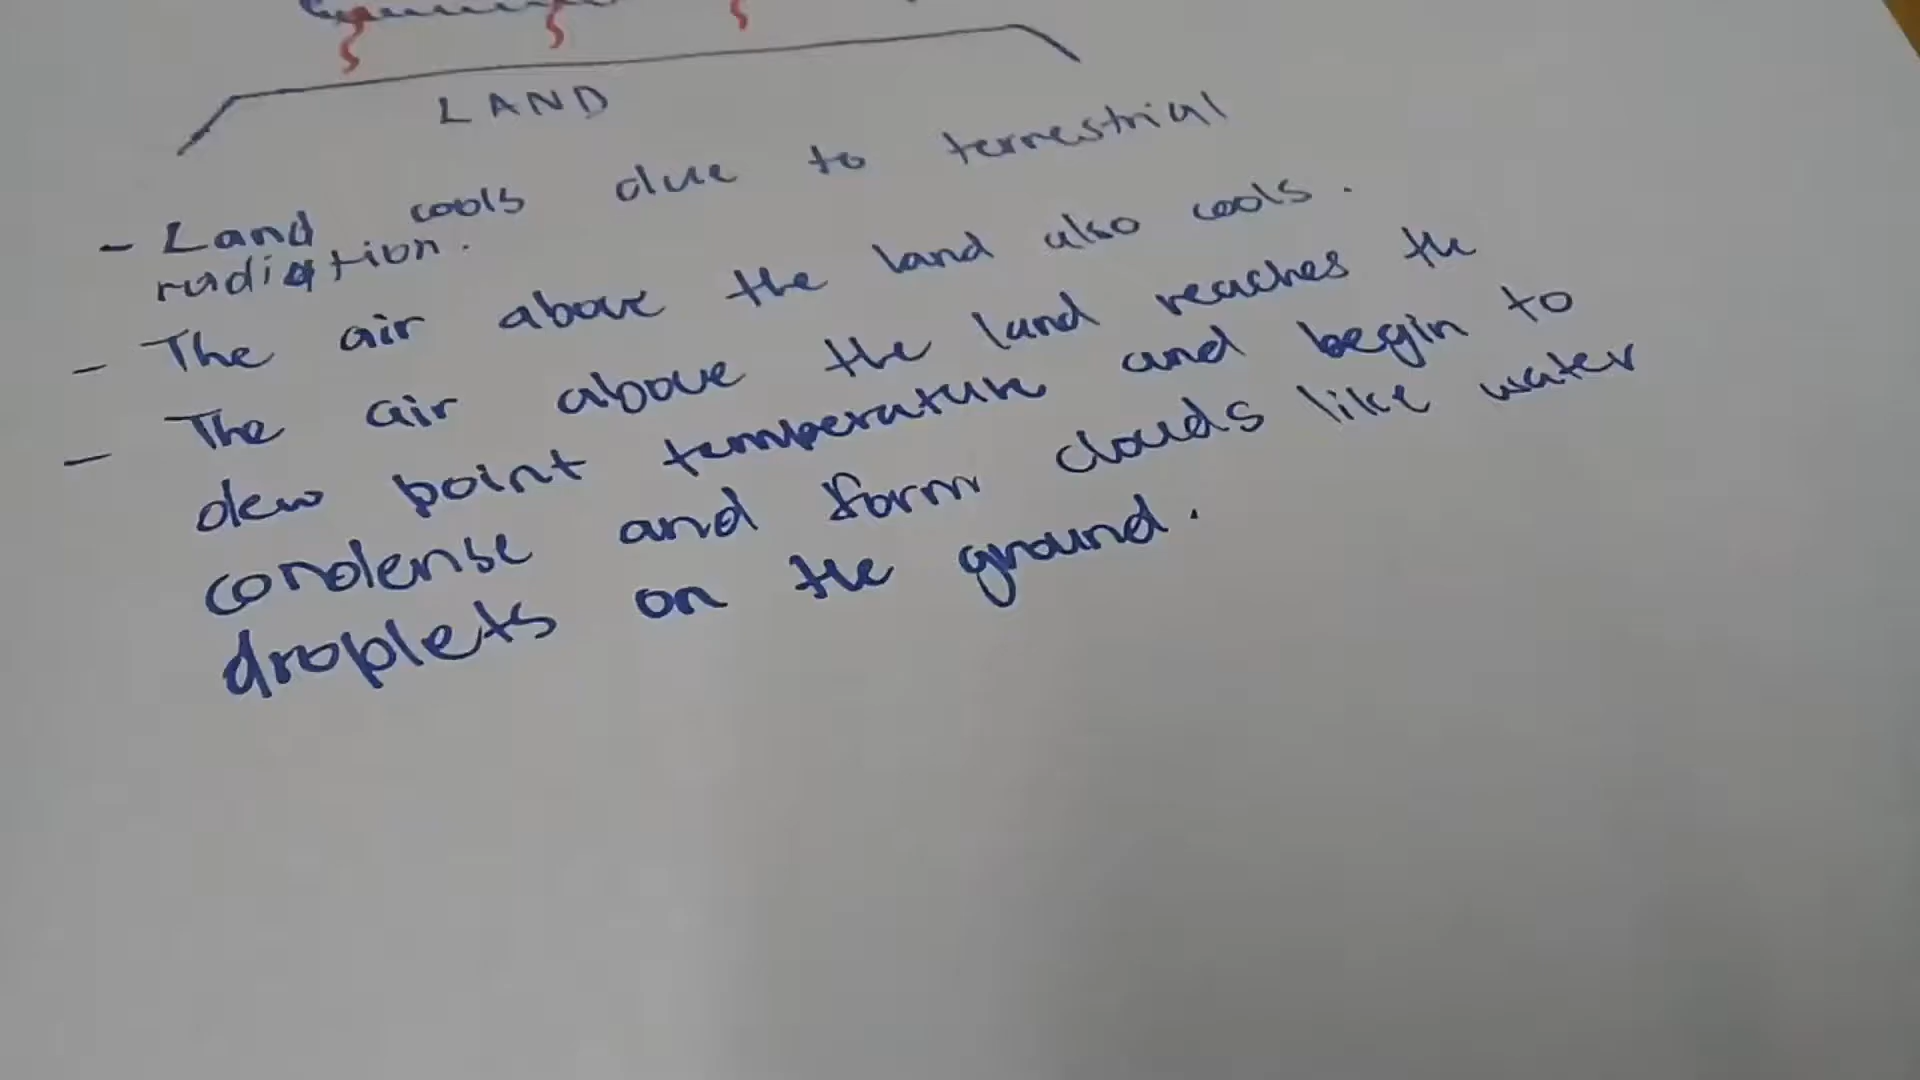 LAND
- Land cools due to terrestrial
radiation.
- The air above the land also cools.
- The air above the land reaches the
dew point temperature and begin to
condense and form clouds like water
droplets on the ground.